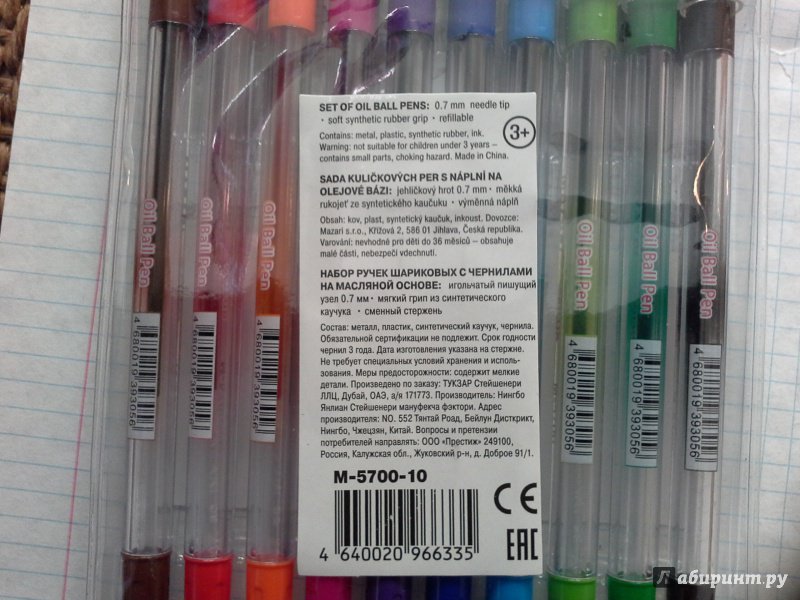 SET OF OIL BALL PENS: 0.7 mm needle tip
• soft synthetic rubber grip • refillable
Contains: metal, plastic, synthetic rubber, ink.
Warning: not suitable for children under 3 years –
contains small parts, choking hazard. Made in China.
3+
SADA KULIČKOVÝCH PER S NÁPLNÍ NA
OLEJOVÉ BÁZI: jehličkový hrot 0.7 mm • měkká
rukojeť ze syntetického kaučuku • výměnná náplň
Obsah: kov, plast, syntetický kaučuk, inkoust. Dovozce:
Mazari s.r.o., Křížová 2, 586 01 Jihlava, Česká republika.
Varování: nevhodné pro děti do 36 měsíců – obsahuje
malé části, nebezpečí vdechnutí.
НАБОР РУЧЕК ШАРИКОВЫХ С ЧЕРНИЛАМИ
НА МАСЛЯНОЙ ОСНОВЕ: игольчатый пишущий
узел 0.7 мм • мягкий грип из синтетического
каучука • сменный стержень
Состав: металл, пластик, синтетический каучук, чернила.
Обязательной сертификации не подлежит. Срок годности
чернил 3 года. Дата изготовления указана на стержне.
Не требует специальных условий хранения и исполь-
зования. Меры предосторожности: содержит мелкие
детали. Произведено по заказу: ТУКЗАР Стейшенери
ЛЛЦ, Дубай, ОАЭ, а/я 171773. Производитель: Нингбо
Янлиан Стейшенери мануфекча фэктори. Адрес
производителя: NO. 552 Тянтай Роад, Бейлун Дисткрикт,
Нингбо, Чжецзян, Китай. Вопросы и претензии
потребителей направлять: ООО «Престиж» 249100,
Россия, Калужская обл., Жуковский р-н, д. Доброе 91/1.
M-5700-10
4 640020 966335
CE
EAC
Oil Ball Pen
Oil Ball Pen
Oil Ball Pen
Oil Ball Pen
Oil Ball Pen
Oil Ball Pen
4 680019 393056
4 680019 393056
4 680019 393056
4 680019 393056
4 680019 393056
4 680019 393056
лабиринт.ру